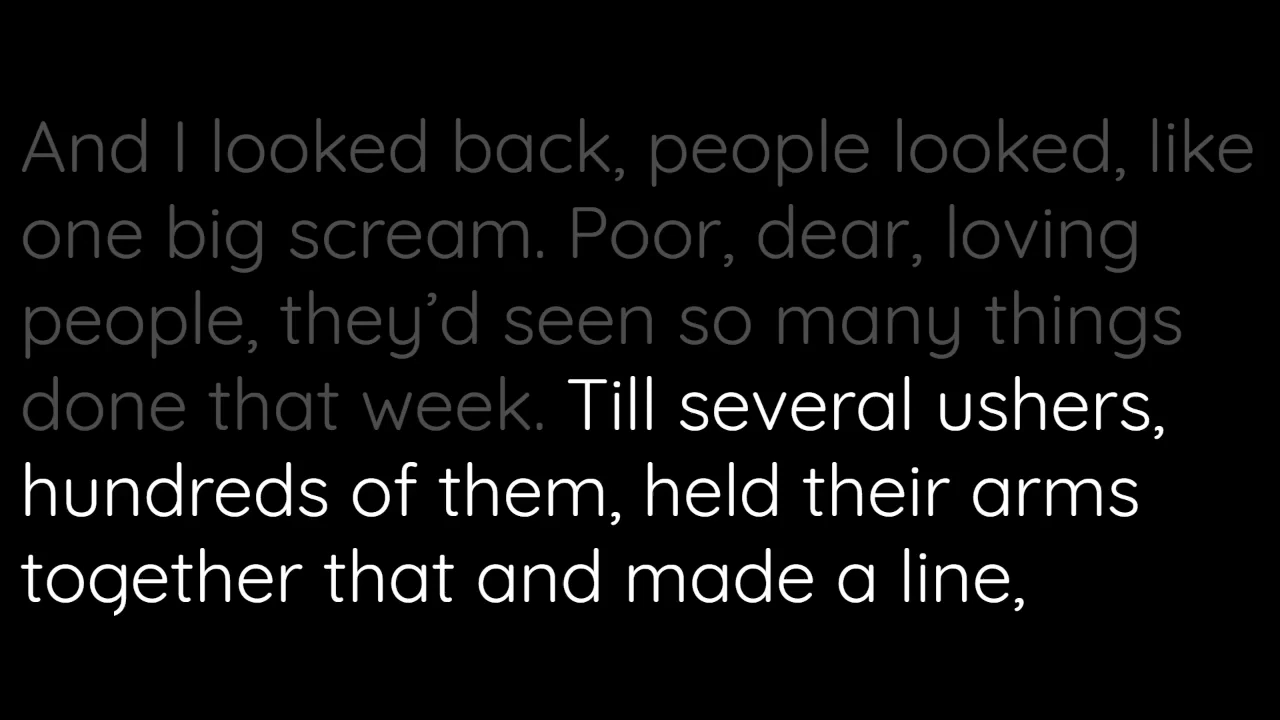 And I looked back, people looked, like
one big scream. Poor, dear, loving
people, they’d seen so many things
done that week. Till several ushers,
hundreds of them, held their arms
together that and made a line,